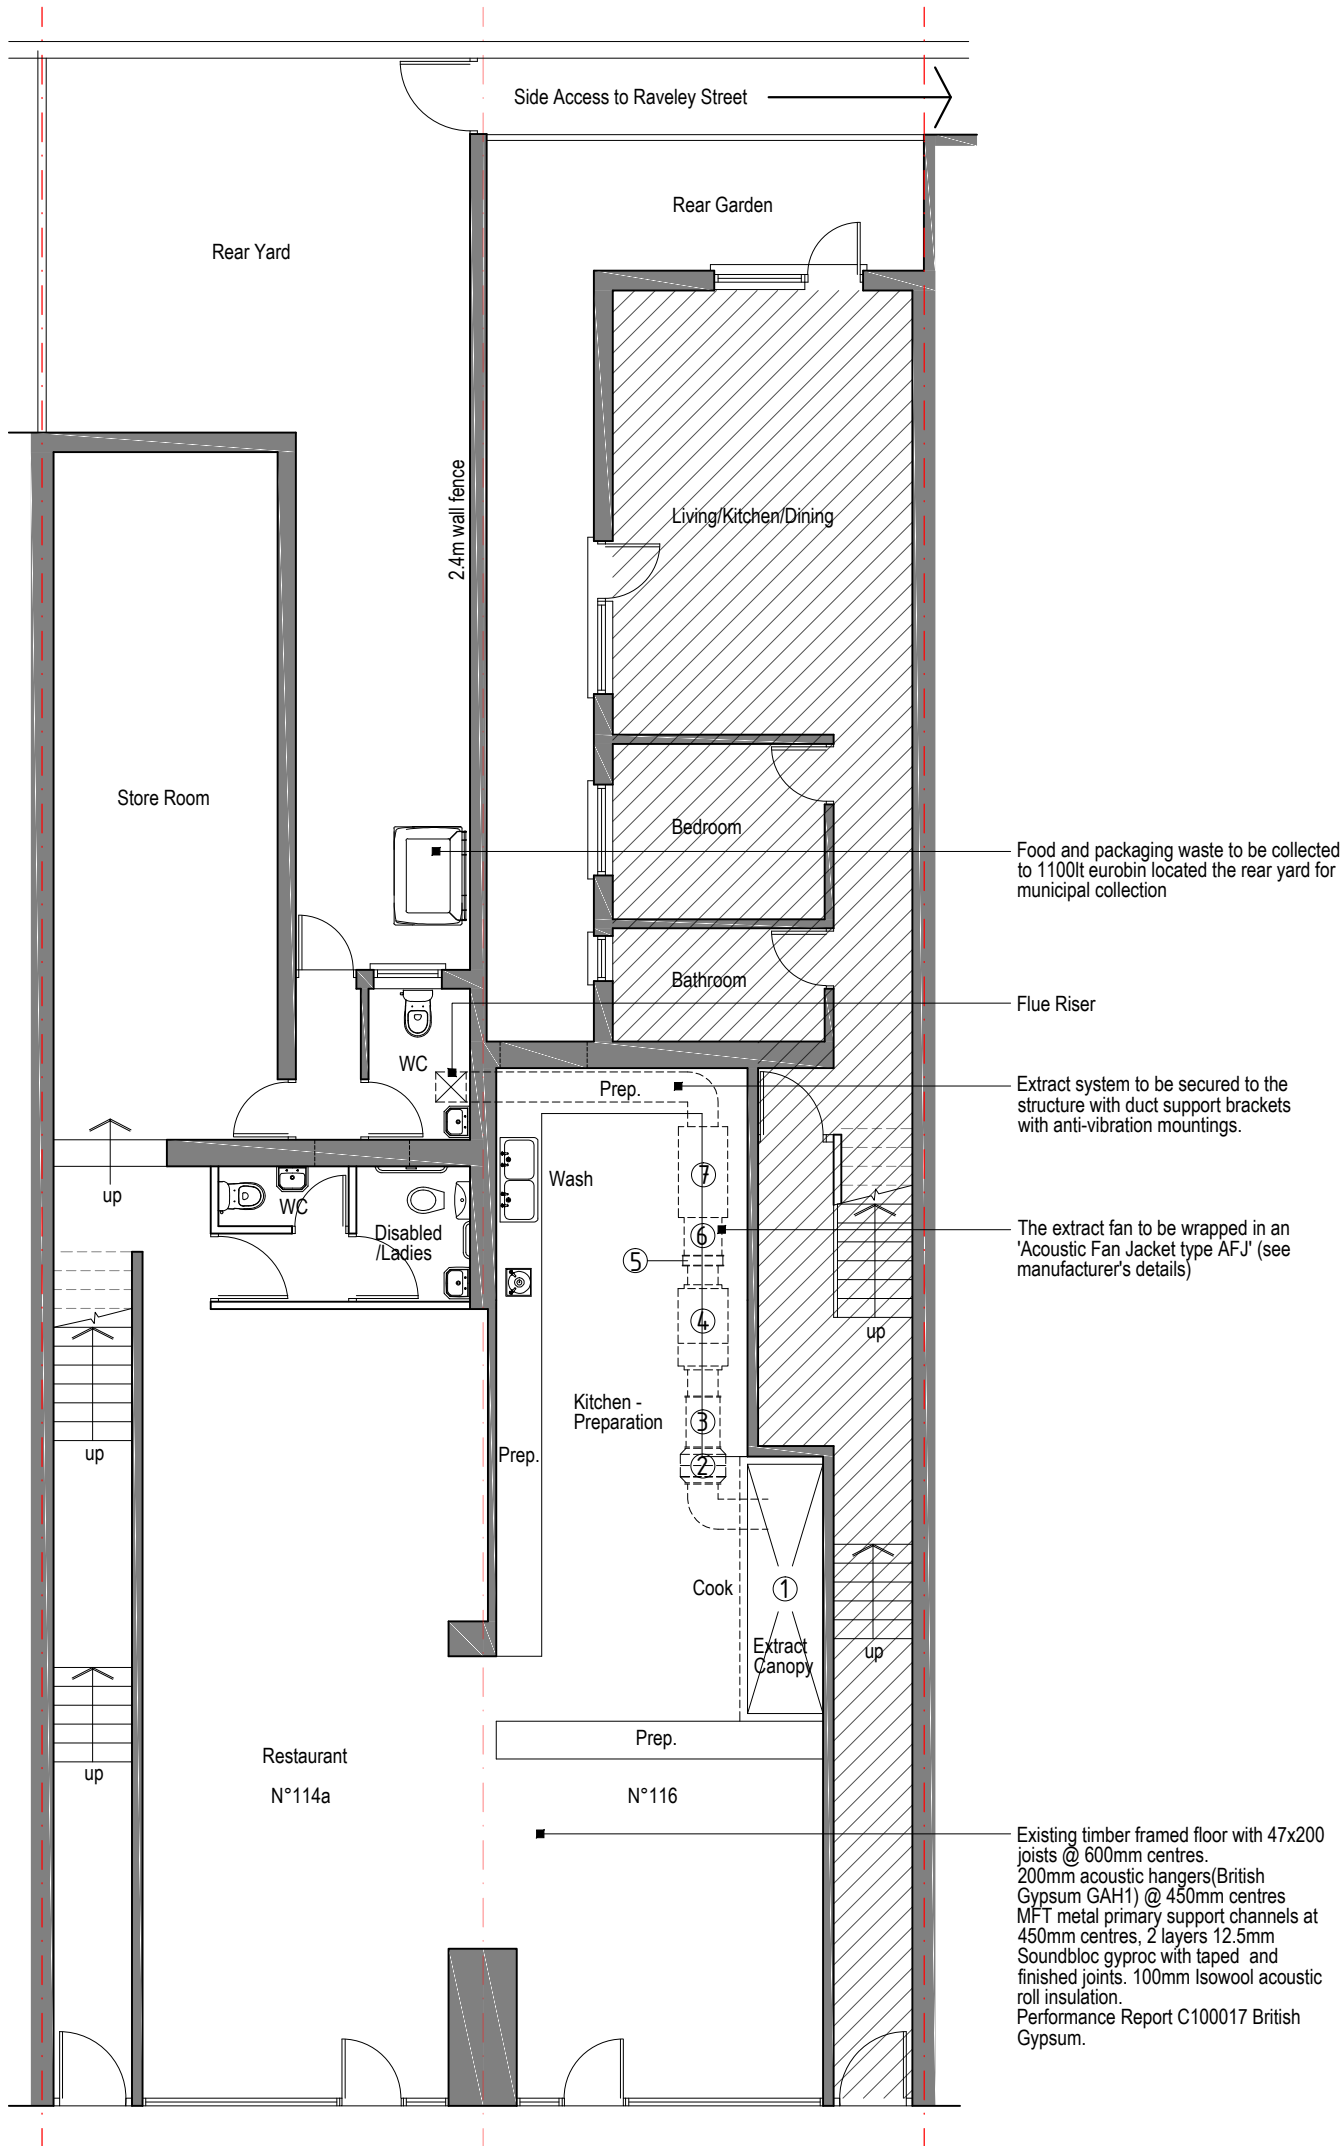 Side Access to Raveley Street
Rear Garden
Rear Yard
2.4m wall fence
Living/Kitchen/Dining
Store Room
Bedroom
Food and packaging waste to be collected
to 1100lt eurobin located the rear yard for
municipal collection
Bathroom
Flue Riser
WC
Prep.
Extract system to be secured to the
structure with duct support brackets
with anti-vibration mountings.
up
Wash
7
WC
Disabled
/Ladies
6
The extract fan to be wrapped in an
'Acoustic Fan Jacket type AFJ' (see
manufacturer's details)
5
4
up
Kitchen -
Preparation
3
up
Prep.
2
Cook
1
Extract
Canopy
up
Prep.
Restaurant
up
N°114a
N°116
Existing timber framed floor with 47x200
joists @ 600mm centres.
200mm acoustic hangers(British
Gypsum GAH1) @ 450mm centres
MFT metal primary support channels at
450mm centres, 2 layers 12.5mm
Soundbloc gyproc with taped and
finished joints. 100mm Isowool acoustic
roll insulation.
Performance Report C100017 British
Gypsum.